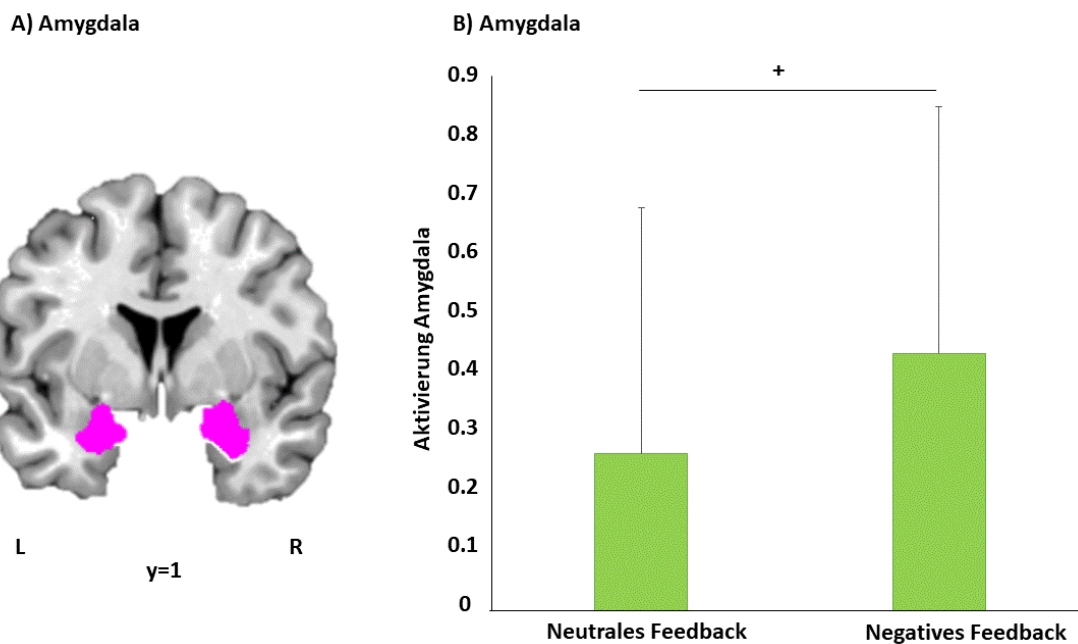 A) Amygdala
L
R
y=1
B) Amygdala
+
Aktivierung Amygdala
0.9
0.8
0.7
0.6
0.5
0.4
0.3
0.2
0.1
0
Neutrales Feedback
Negatives Feedback